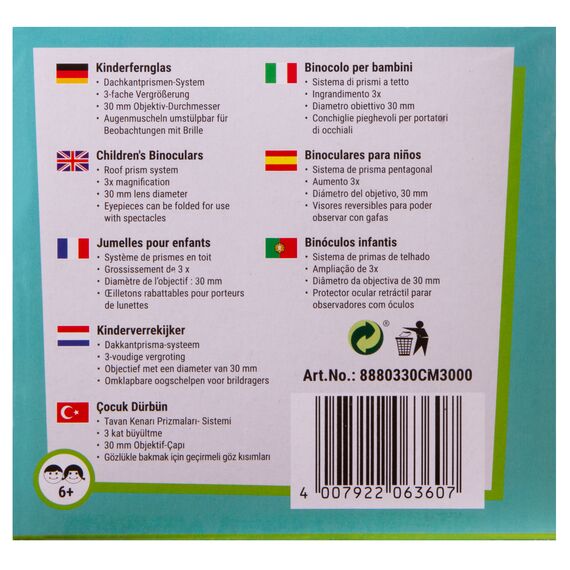 Kinderfernglas
• Dachkantprismen-System
• 3-fache Vergrößerung
• 30 mm Objektiv-Durchmesser
• Augenmuscheln umstülpbar für
Beobachtungen mit Brille
Children's Binoculars
• Roof prism system
• 3x magnification
• 30 mm lens diameter
• Eyepieces can be folded for use
with spectacles
Jumelles pour enfants
• Système de prismes en toit
• Grossissement de 3 x
• Diamètre de l'objectif : 30 mm
• Œilletons rabattables pour porteurs
de lunettes
Kinderverrekijker
• Dakkantprisma-systeem
• 3-voudige vergroting
• Objectief met een diameter van 30 mm
• Omklapbare oogschelpen for brildragers
Çocuk Dürbün
• Tavan Kenarı Prizmaları- Sistemi
• 3 kat büyültme
• 30 mm Objektif-Çapı
• Gözlükle bakmak için geçirmeli göz kısımları
6+
Binocolo per bambini
• Sistema di prismi a tetto
• Ingrandimento 3x
• Diametro obiettivo 30 mm
• Conchiglie pieghevoli per portatori
di occhiali
Binoculares para niños
• Sistema de prisma pentagonal
• Aumento 3x
• Diámetro del objetivo, 30 mm
• Visores reversibles para poder
observar con gafas
Binóculos infantis
• Sistema de primas de telhado
• Ampliação de 3x
• Diâmetro da objectiva de 30 mm
• Protector ocular retráctil parar
observadores com óculos
Art.No.: 8880330CM3000
4 007922 063607